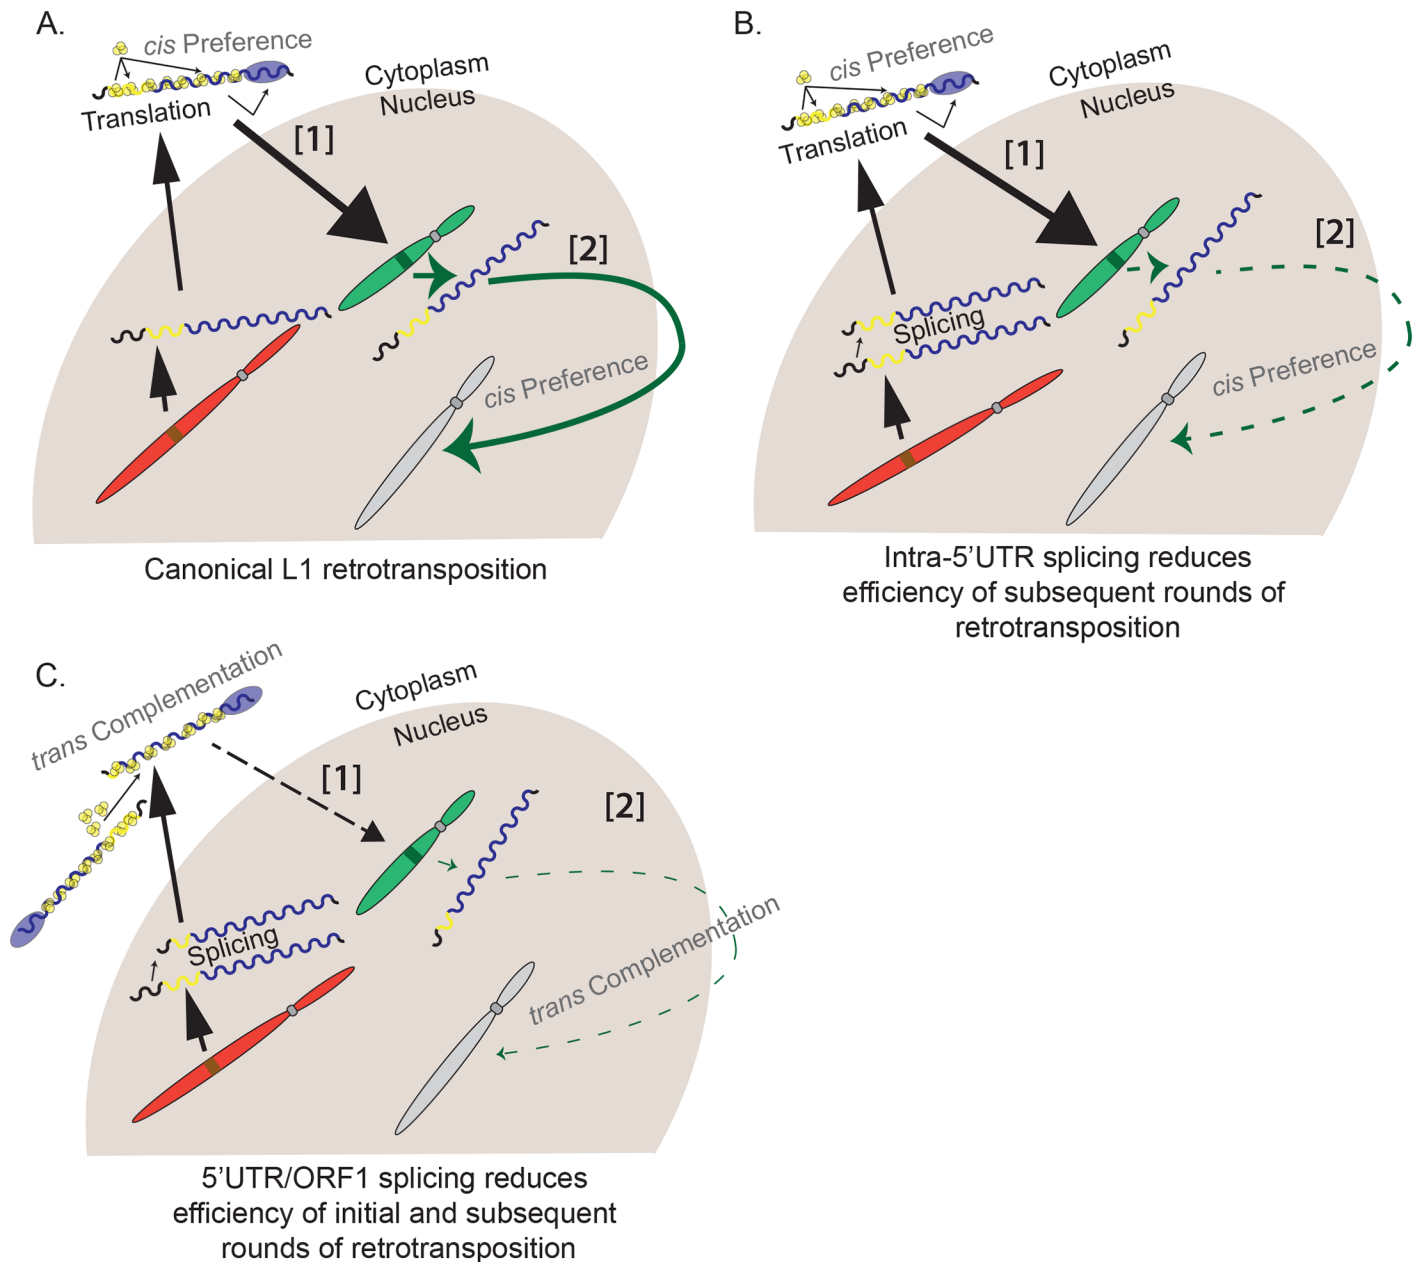 A.
cis Preference
Translation
Cytoplasm
Nucleus
[1]
[2]
cis Preference
Canonical L1 retrotransposition
B.
cis Preference
Translation
Cytoplasm
Nucleus
[1]
[2]
Splicing
cis Preference
Intra-5’UTR splicing reduces
efficiency of subsequent rounds of
retrotransposition
C.
trans Complementation
Cytoplasm
Nucleus
[1]
[2]
Splicing
trans Complementation
5’UTR/ORF1 splicing reduces
efficiency of initial and subsequent
rounds of retrotransposition